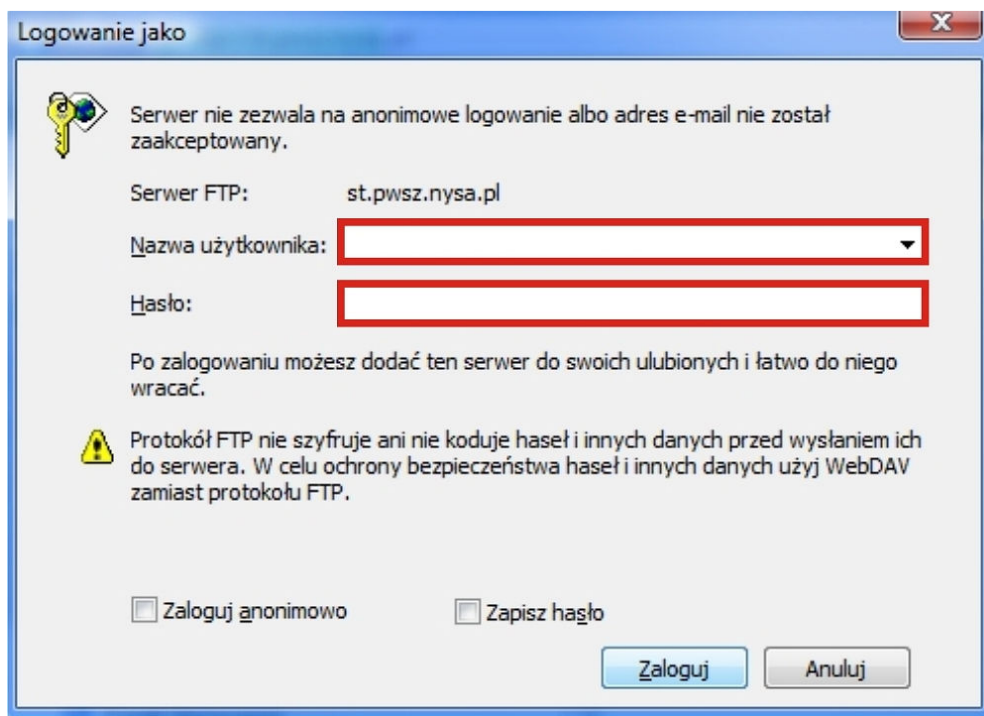 Logowanie jako
Serwer nie zezwala na anonimowe logowanie albo adres e-mail nie został
zaakceptowany.
Serwer FTP: st.pwsz.nysa.pl
Nazwa użytkownika:
Hasło:
Po zalogowaniu możesz dodać ten serwer do swoich ulubionych i łatwo do niego
wracać.
Protokół FTP nie szyfruje ani nie koduje haseł i innych danych przed wysłaniem ich
do serwera. W celu ochrony bezpieczeństwa haseł i innych danych użyj WebDAV
zamiast protokołu FTP.
Zaloguj anonimowo Zapisz hasło
Zaloguj Anuluj